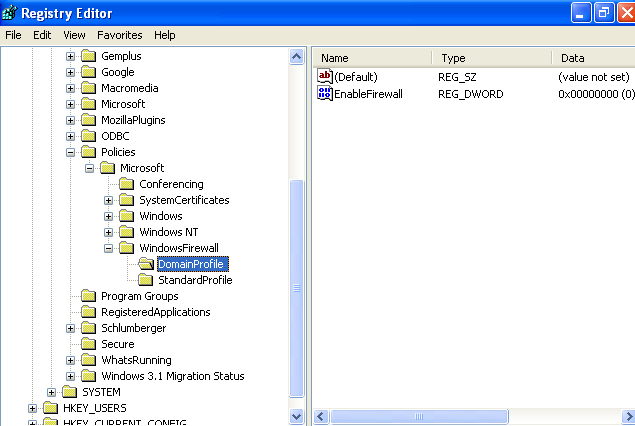 Registry Editor
File Edit View Favorites Help
Gemplus
Google
Macromedia
Microsoft
MozillaPlugins
ODBC
Policies
Microsoft
Conferencing
SystemCertificates
Windows
Windows NT
WindowsFirewall
DomainProfile
StandardProfile
Program Groups
RegisteredApplications
Schlumberger
Secure
WhatsRunning
Windows 3.1 Migration Status
SYSTEM
HKEY_USERS
HKEY_CURRENT_CONFIG
Name Type Data
(Default) REG_SZ (value not set)
EnableFirewall REG_DWORD 0x00000000 (0)